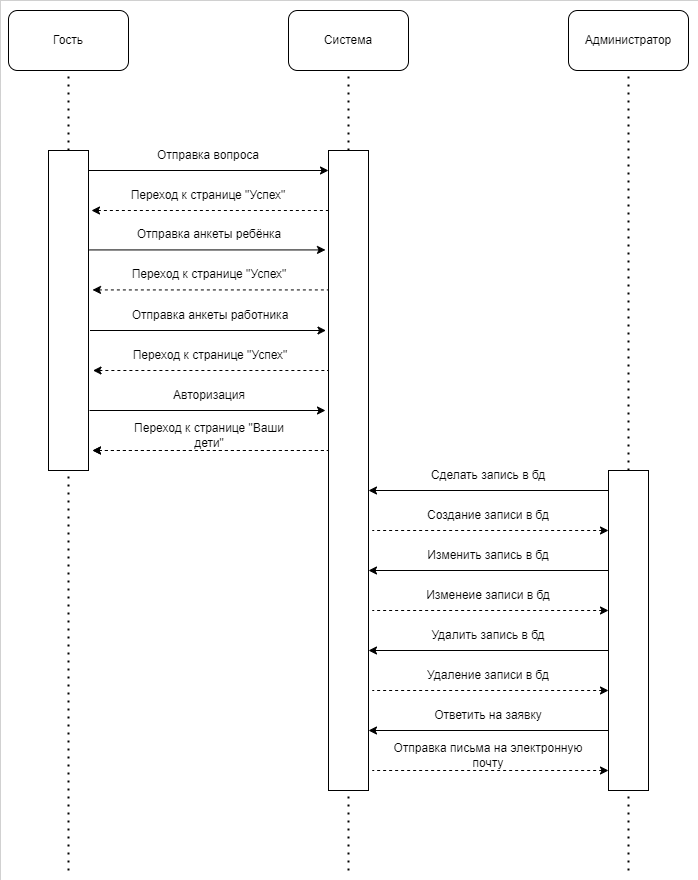 Гость
Система
Администратор
Отправка вопроса
Переход к странице "Успех"
Отправка анкеты ребёнка
Переход к странице "Успех"
Отправка анкеты работника
Переход к странице "Успех"
Авторизация
Переход к странице "Ваши
дети"
Сделать запись в бд
Создание записи в бд
Изменить запись в бд
Изменеие записи в бд
Удалить запись в бд
Удаление записи в бд
Ответить на заявку
Отправка письма на электронную
почту